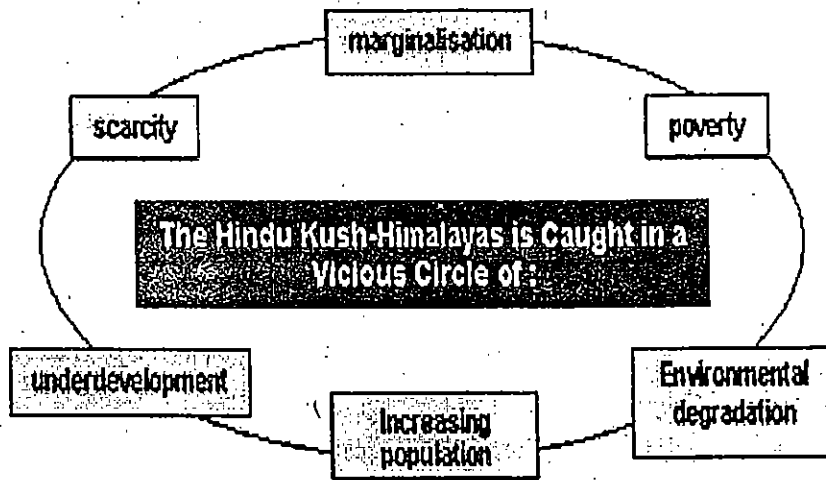 marginalisation
scarcity
poverty
The Hindu Kush-Himalayas is Caught in a
Vicious Circle of :
underdevelopment
Increasing
population
Environmental
degradation